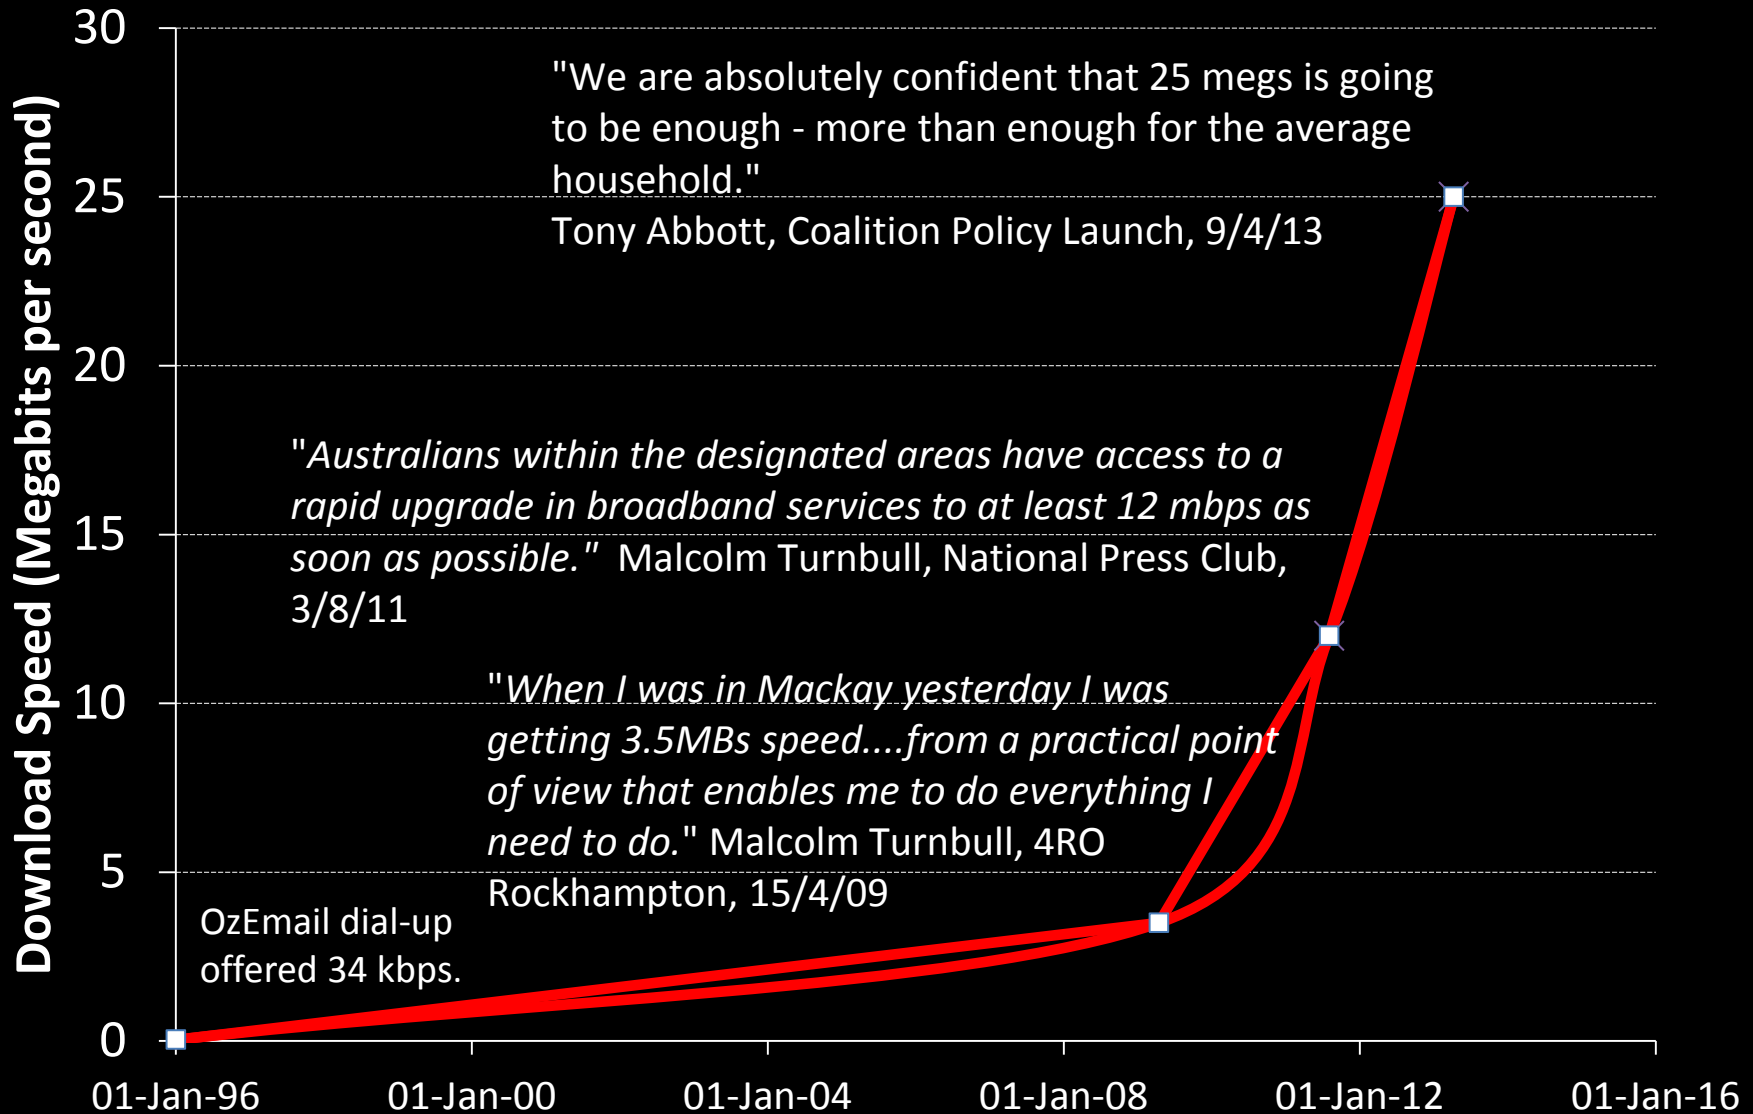 Download Speed (Megabits per second)
30
25
20
15
10
5
0
"We are absolutely confident that 25 megs is going
to be enough - more than enough for the average
household."
Tony Abbott, Coalition Policy Launch, 9/4/13
"Australians within the designated areas have access to a
rapid upgrade in broadband services to at least 12 mbps as
soon as possible."  Malcolm Turnbull, National Press Club,
3/8/11
"When I was in Mackay yesterday I was
getting 3.5MBs speed....from a practical point
of view that enables me to do everything I
need to do." Malcolm Turnbull, 4RO
Rockhampton, 15/4/09
OzEmail dial-up
offered 34 kbps.
01-Jan-96
01-Jan-00
01-Jan-04
01-Jan-08
01-Jan-12
01-Jan-16